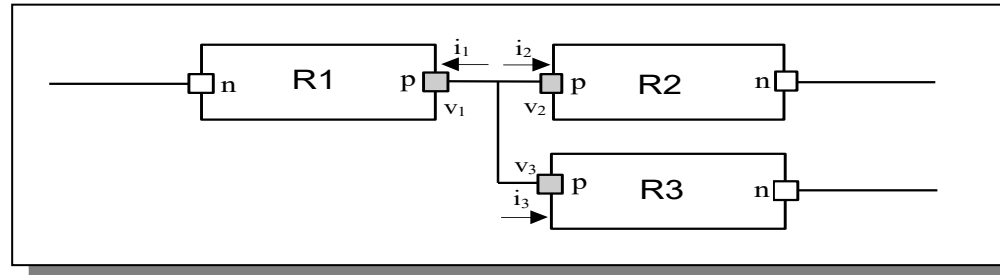 i₁ i₂
n R1 p p R2 n
v₁ v₂
v₃ p R3 n
i₃